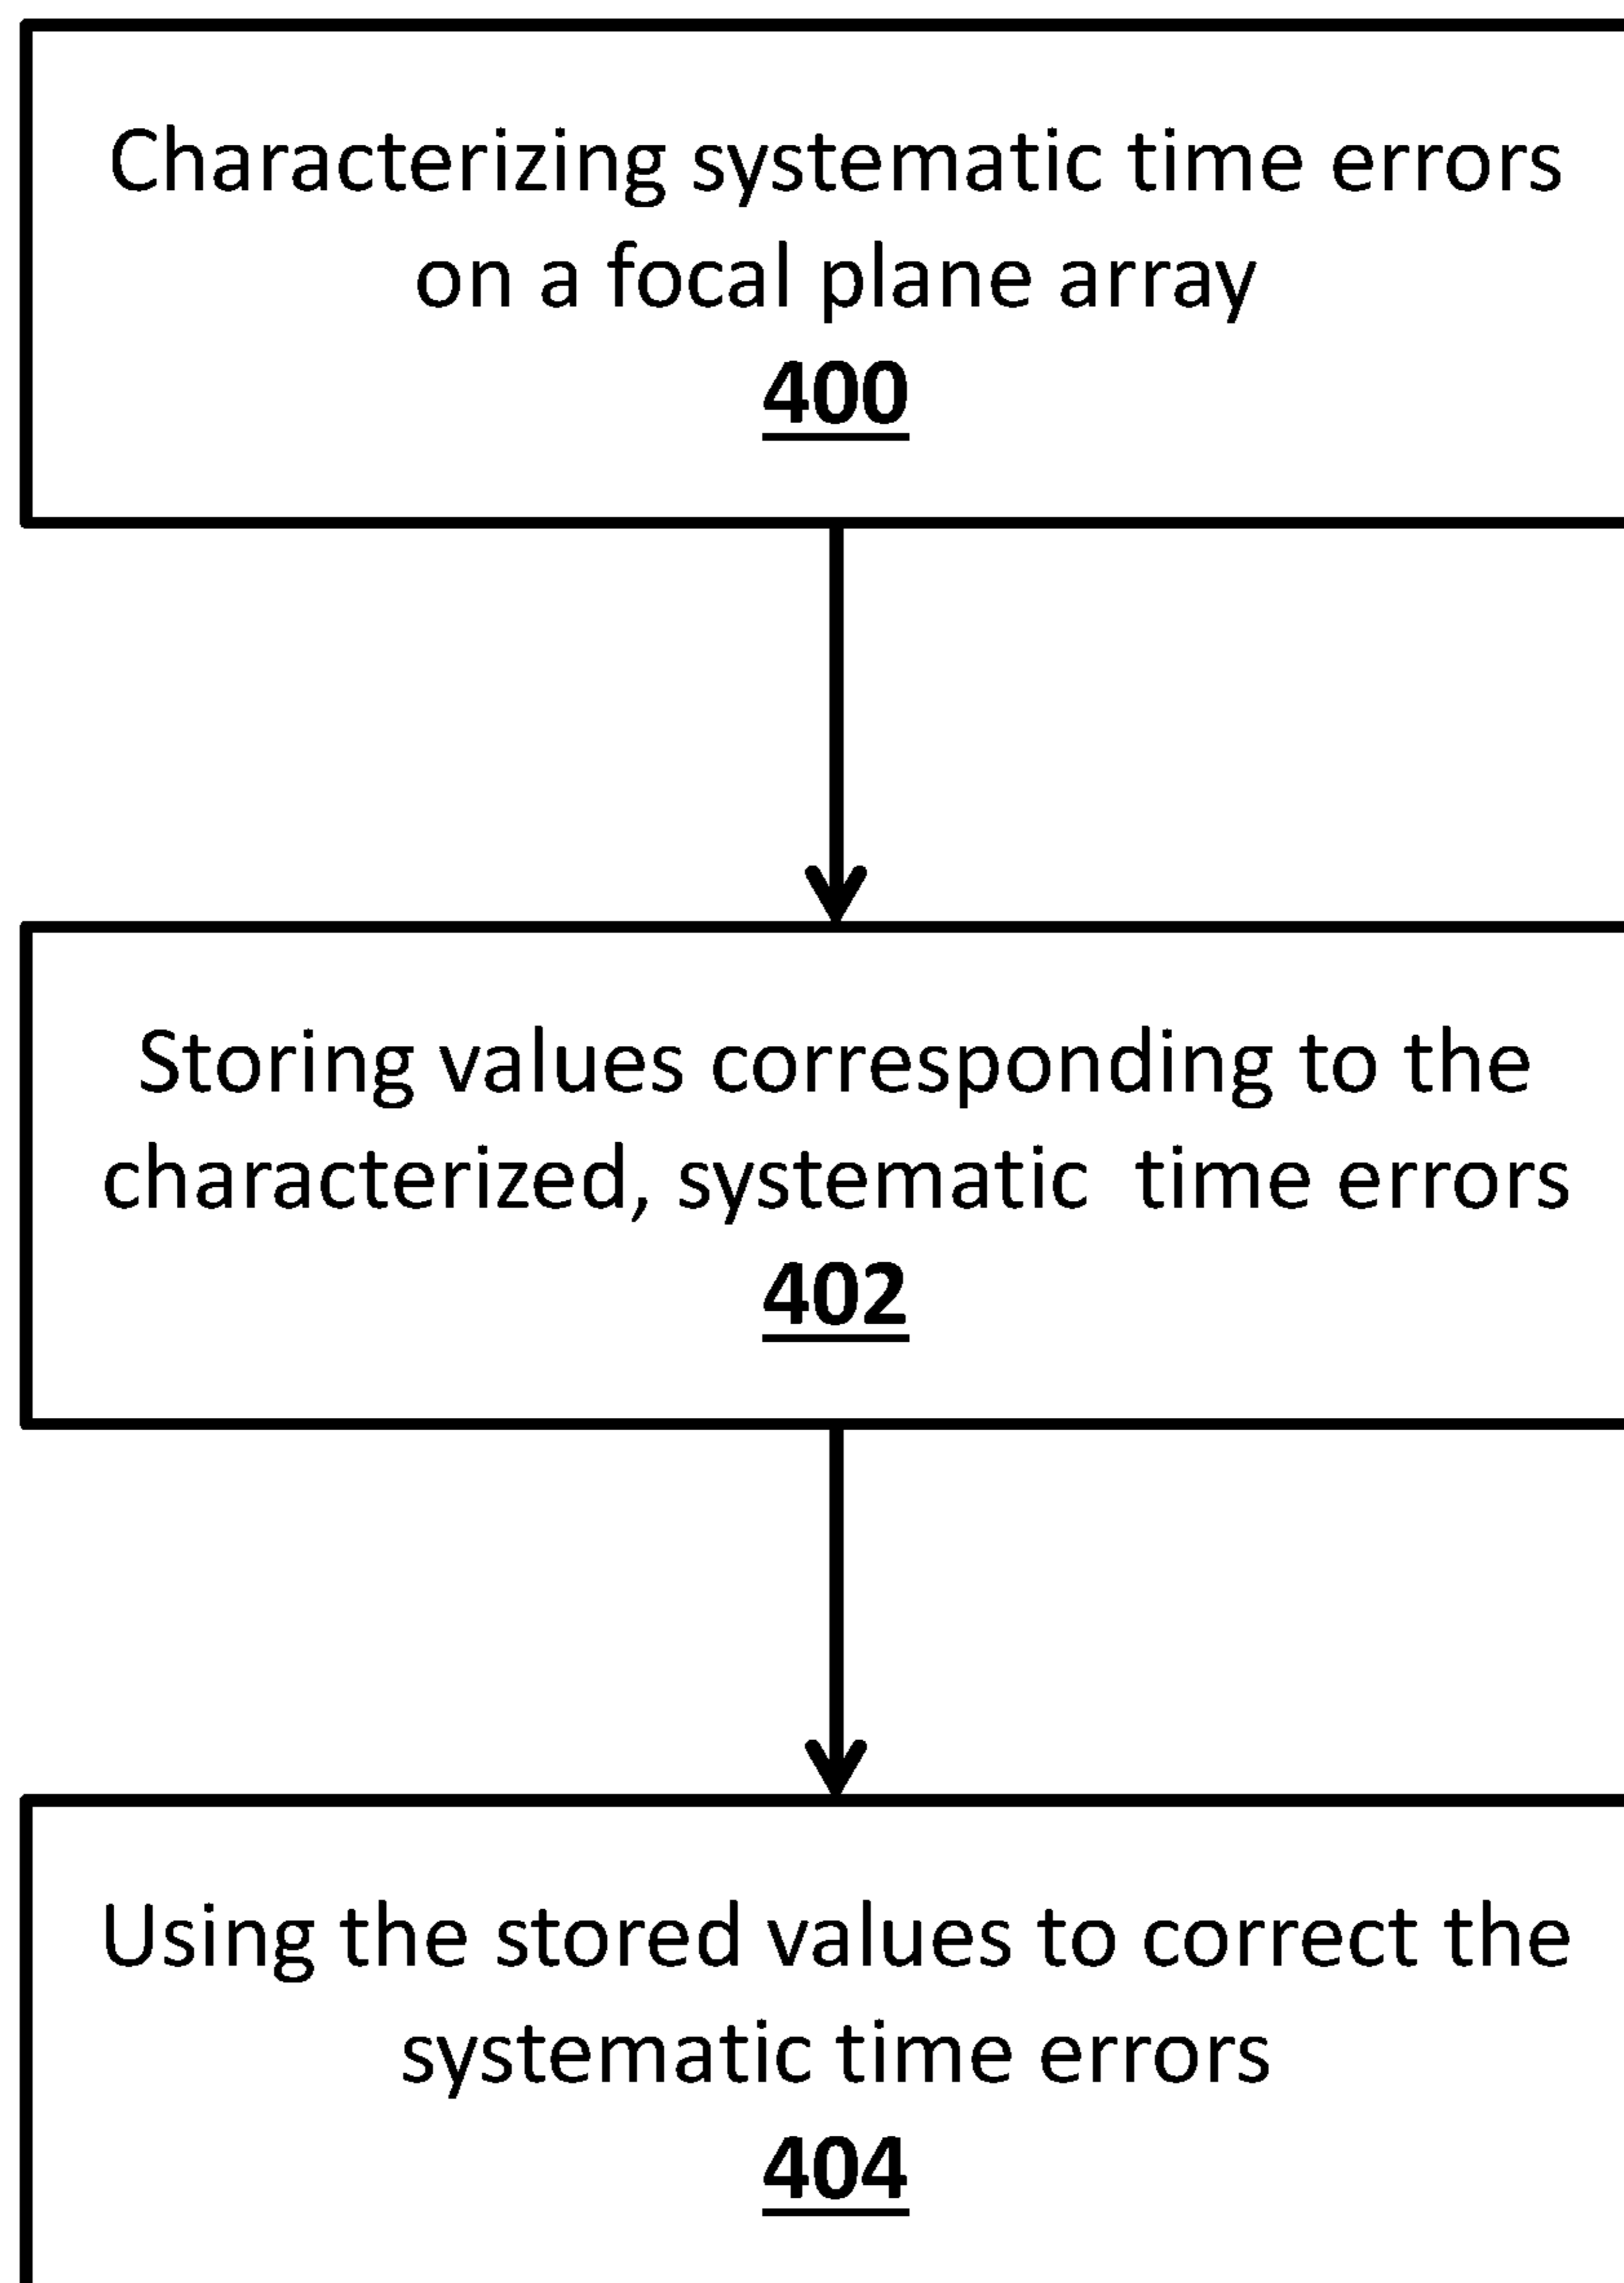 Characterizing systematic time errors
on a focal plane array
400
Storing values corresponding to the
characterized, systematic  time errors
402
Using the stored values to correct the
systematic time errors
404